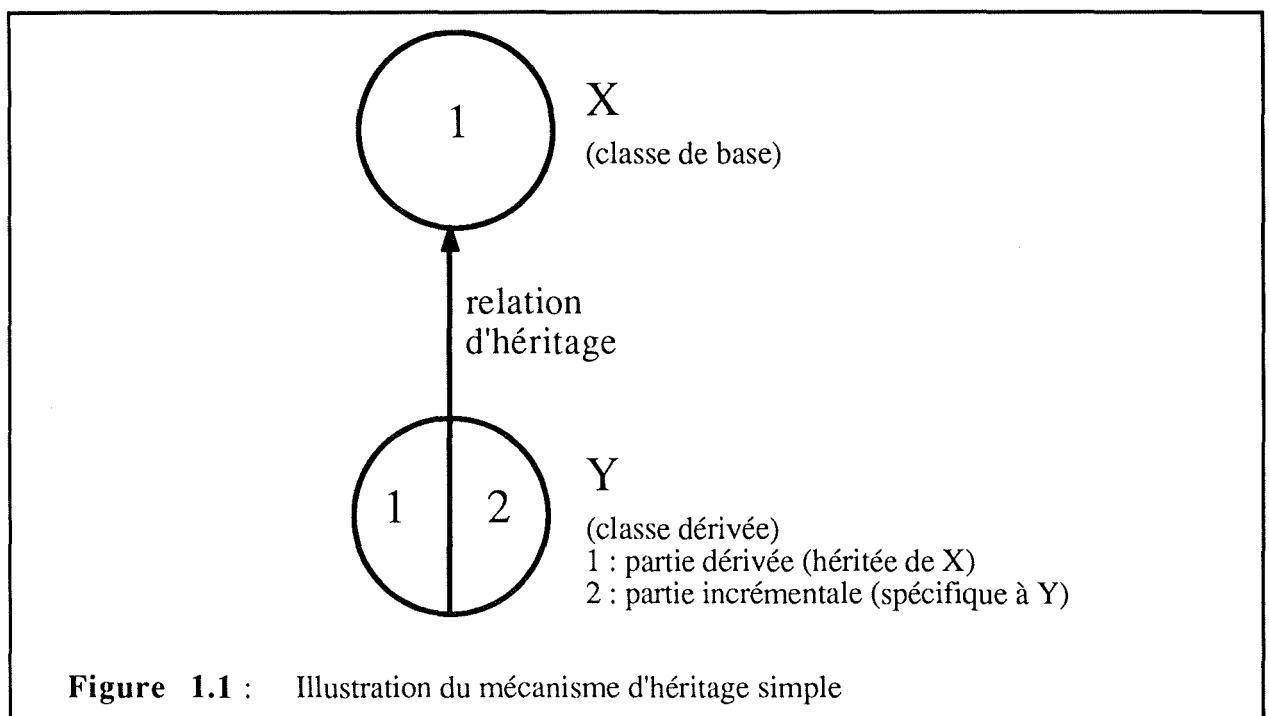 1
X
(classe de base)
relation
d'héritage
1
2
Y
(classe dérivée)
1 : partie dérivée (héritée de X)
2 : partie incrémentale (spécifique à Y)
Figure 1.1 : Illustration du mécanisme d'héritage simple